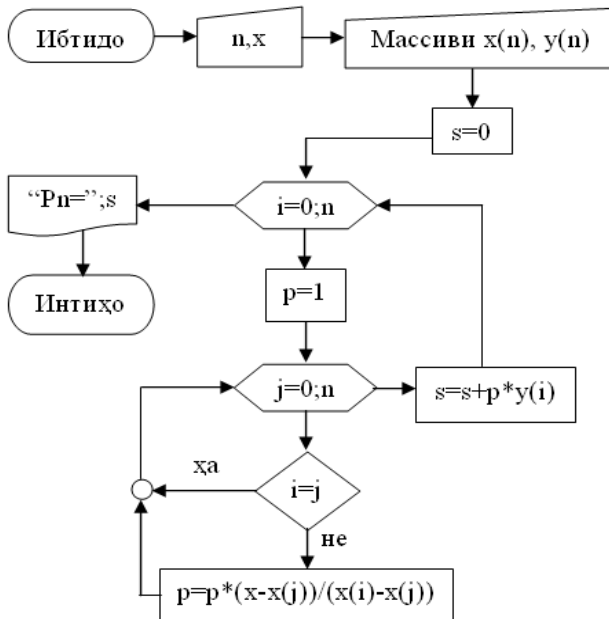 Ибтидо
n,x
Массиви x(n), y(n)
s=0
“Pn=”;s
i=0;n
Интиҳо
p=1
j=0;n
s=s+p*y(i)
ҳа
i=j
не
p=p*(x-x(j))/(x(i)-x(j))